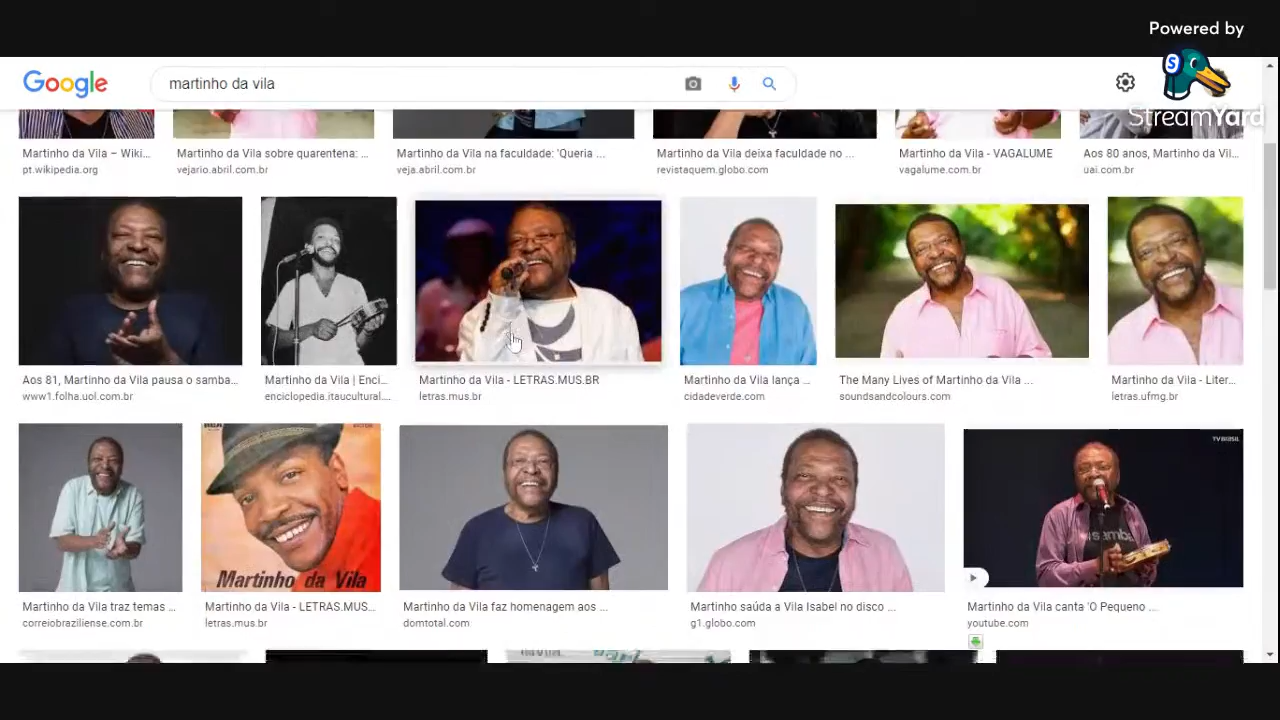 Powered by
StreamYard
Google
martinho da vila
Martinho da Vila – Wiki...
pt.wikipedia.org
Martinho da Vila sobre quarentena: ...
vejario.abril.com.br
Martinho da Vila na faculdade: 'Queria ...
veja.abril.com.br
Martinho da Vila deixa faculdade no ...
revistaquem.globo.com
Martinho da Vila - VAGALUME
vagalume.com.br
Aos 80 anos, Martinho da Vil...
uai.com.br
Aos 81, Martinho da Vila pausa o samba...
www1.folha.uol.com.br
Martinho da Vila | Enci...
enciclopedia.itaucultural....
Martinho da Vila - LETRAS.MUS.BR
letras.mus.br
Martinho da Vila lança ...
cidadeverde.com
The Many Lives of Martinho da Vila ...
soundsandcolours.com
Martinho da Vila - Liter...
letras.ufmg.br
RCA
Martinho da Vila
TVBRASIL
samba
Martinho da Vila traz temas ...
correiobraziliense.com.br
Martinho da Vila - LETRAS.MUS...
letras.mus.br
Martinho da Vila faz homenagem aos ...
domtotal.com
Martinho saúda a Vila Isabel no disco ...
g1.globo.com
Martinho da Vila canta 'O Pequeno ...
youtube.com